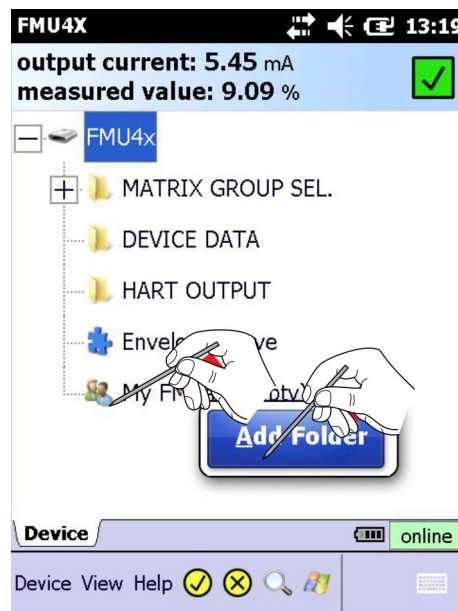 FMU4X 13:19
output current: 5.45 mA
measured value: 9.09 %
FMU4x
MATRIX GROUP SEL.
DEVICE DATA
HART OUTPUT
My
Add Folder
Device online
Device View Help